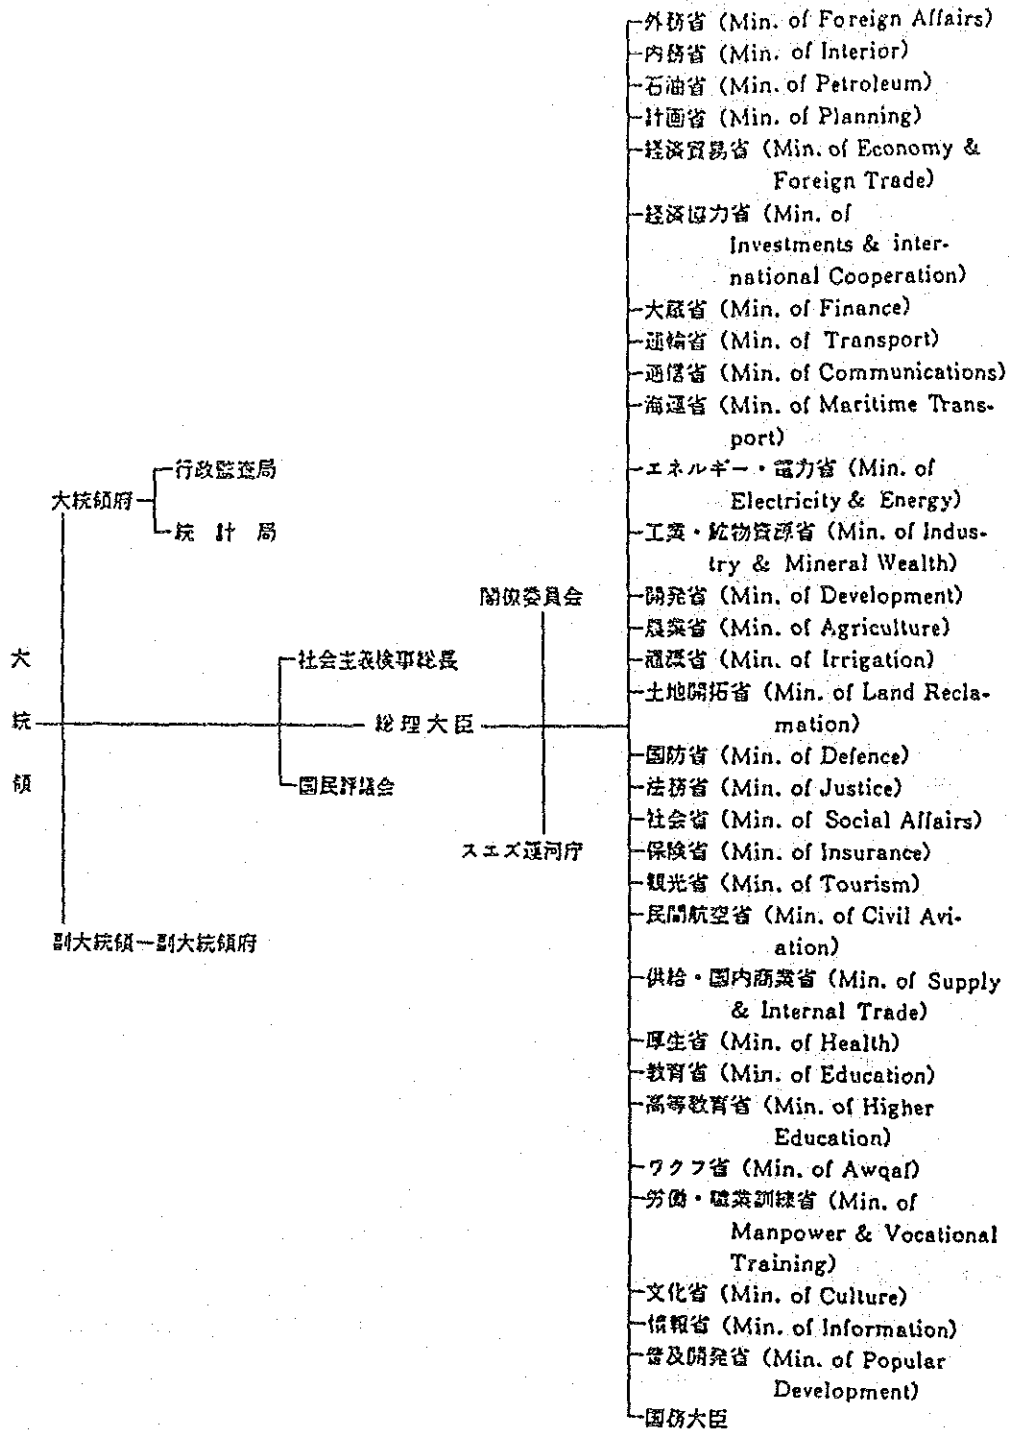 大統領
大統領府
行政監査局
統計局
社会主義検事総長
国民評議会
副大統領－副大統領府
総理大臣
閣僚委員会
スエズ運河庁
外務省 (Min. of Foreign Affairs)
内務省 (Min. of Interior)
石油省 (Min. of Petroleum)
計画省 (Min. of Planning)
経済貿易省 (Min. of Economy &
Foreign Trade)
経済協力省 (Min. of
Investments & inter-
national Cooperation)
大蔵省 (Min. of Finance)
運輸省 (Min. of Transport)
通信省 (Min. of Communications)
海運省 (Min. of Maritime Trans-
port)
エネルギー・電力省 (Min. of
Electricity & Energy)
工業・鉱物資源省 (Min. of Indus-
try & Mineral Wealth)
開発省 (Min. of Development)
農業省 (Min. of Agriculture)
灌漑省 (Min. of Irrigation)
土地開拓省 (Min. of Land Recla-
mation)
国防省 (Min. of Defence)
法務省 (Min. of Justice)
社会省 (Min. of Social Affairs)
保険省 (Min. of Insurance)
観光省 (Min. of Tourism)
民間航空省 (Min. of Civil Avi-
ation)
供給・国内商業省 (Min. of Supply
& Internal Trade)
厚生省 (Min. of Health)
教育省 (Min. of Education)
高等教育省 (Min. of Higher
Education)
ワクフ省 (Min. of Awqaf)
労働・職業訓練省 (Min. of
Manpower & Vocational
Training)
文化省 (Min. of Culture)
情報省 (Min. of Information)
普及開発省 (Min. of Popular
Development)
国務大臣